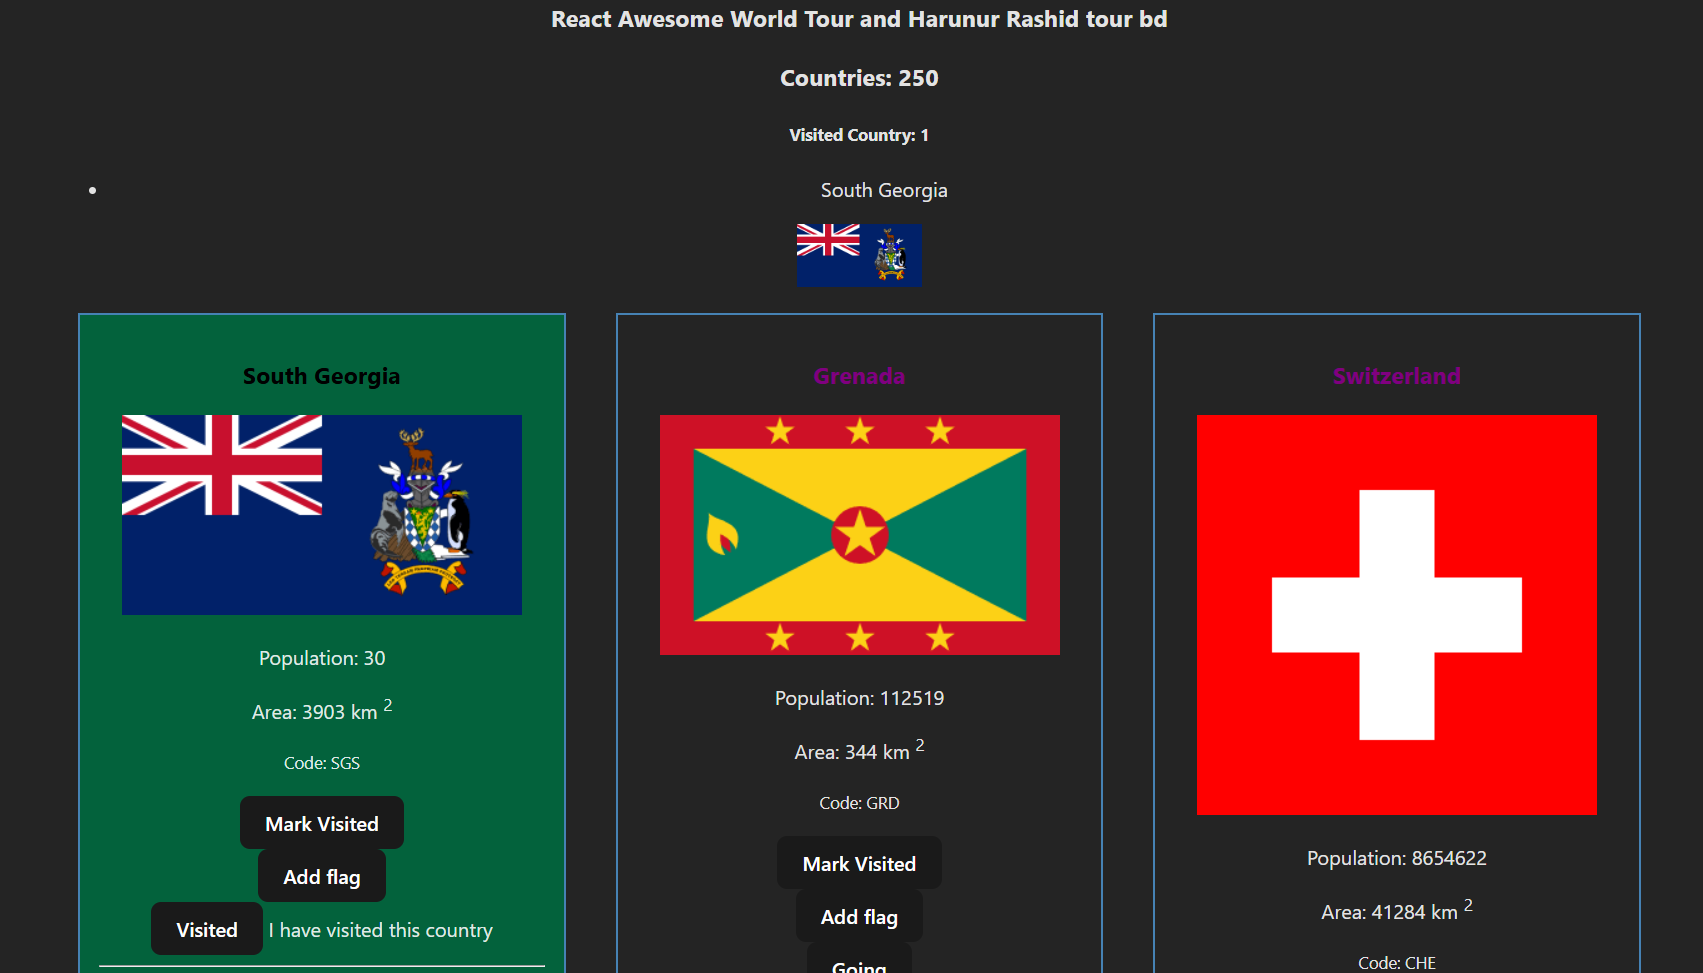 React Awesome World Tour and Harunur Rashid tour bd
Countries: 250
Visited Country: 1
South Georgia
South Georgia
Population: 30
Area: 3903 km 2
Code: SGS
Mark Visited
Add flag
Visited I have visited this country
Grenada
Population: 112519
Area: 344 km 2
Code: GRD
Mark Visited
Add flag
Going
Switzerland
Population: 8654622
Area: 41284 km 2
Code: CHE